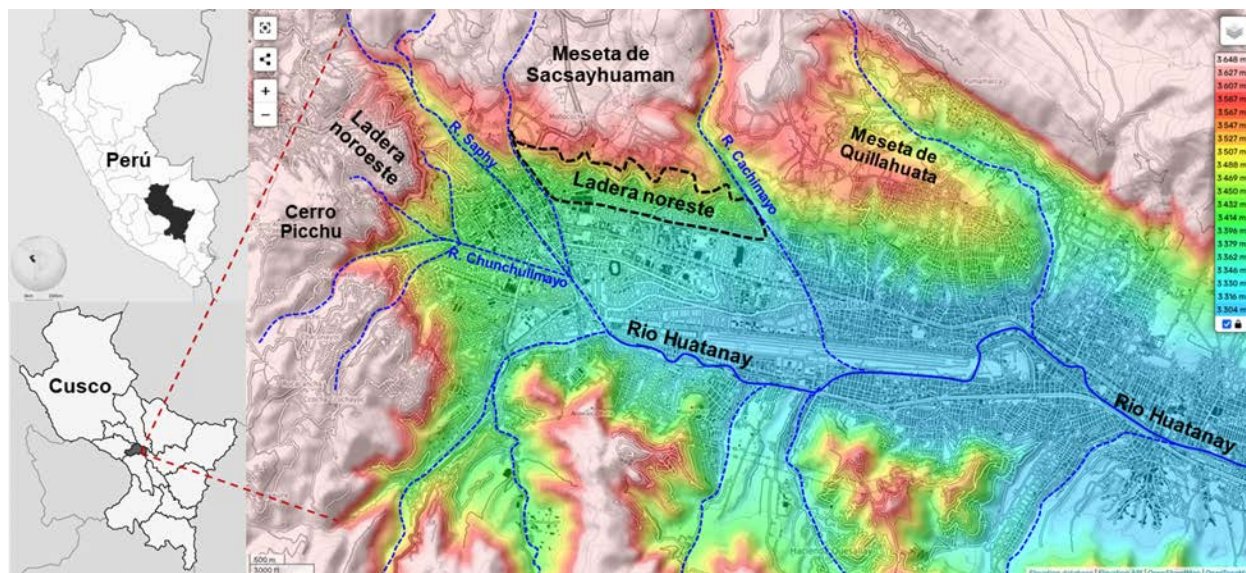 Perú
Cusco
Meseta de
Sacsayhuaman
Ladera
noroeste
R. Saphy
Cerro
Picchu
R. Chunchullmayo
Ladera noreste
R. Cachimayo
Meseta de
Quillahuata
Rio Huatanay
Rio Huatanay
+
−
500 m
3000 ft
3.648 m
3.627 m
3.607 m
3.587 m
3.567 m
3.547 m
3.527 m
3.507 m
3.488 m
3.469 m
3.450 m
3.432 m
3.414 m
3.396 m
3.379 m
3.362 m
3.346 m
3.330 m
3.316 m
3.304 m